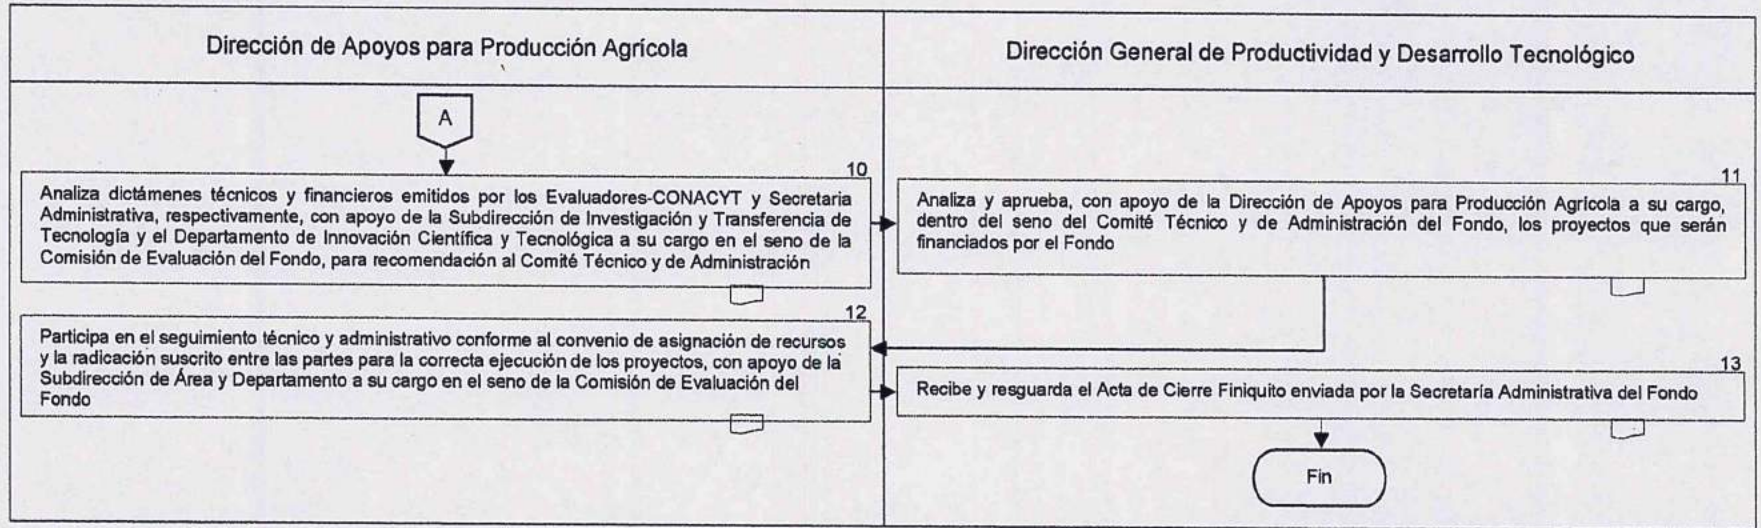 Dirección de Apoyos para Producción Agrícola
Dirección General de Productividad y Desarrollo Tecnológico
A
10
Analiza dictámenes técnicos y financieros emitidos por los Evaluadores-CONACYT y Secretaria
Administrativa, respectivamente, con apoyo de la Subdirección de Investigación y Transferencia de
Tecnología y el Departamento de Innovación Científica y Tecnológica a su cargo en el seno de la
Comisión de Evaluación del Fondo, para recomendación al Comité Técnico y de Administración
11
Analiza y aprueba, con apoyo de la Dirección de Apoyos para Producción Agrícola a su cargo,
dentro del seno del Comité Técnico y de Administración del Fondo, los proyectos que serán
financiados por el Fondo
12
Participa en el seguimiento técnico y administrativo conforme al convenio de asignación de recursos
y la radicación suscrito entre las partes para la correcta ejecución de los proyectos, con apoyo de la
Subdirección de Área y Departamento a su cargo en el seno de la Comisión de Evaluación del
Fondo
13
Recibe y resguarda el Acta de Cierre Finiquito enviada por la Secretaría Administrativa del Fondo
Fin